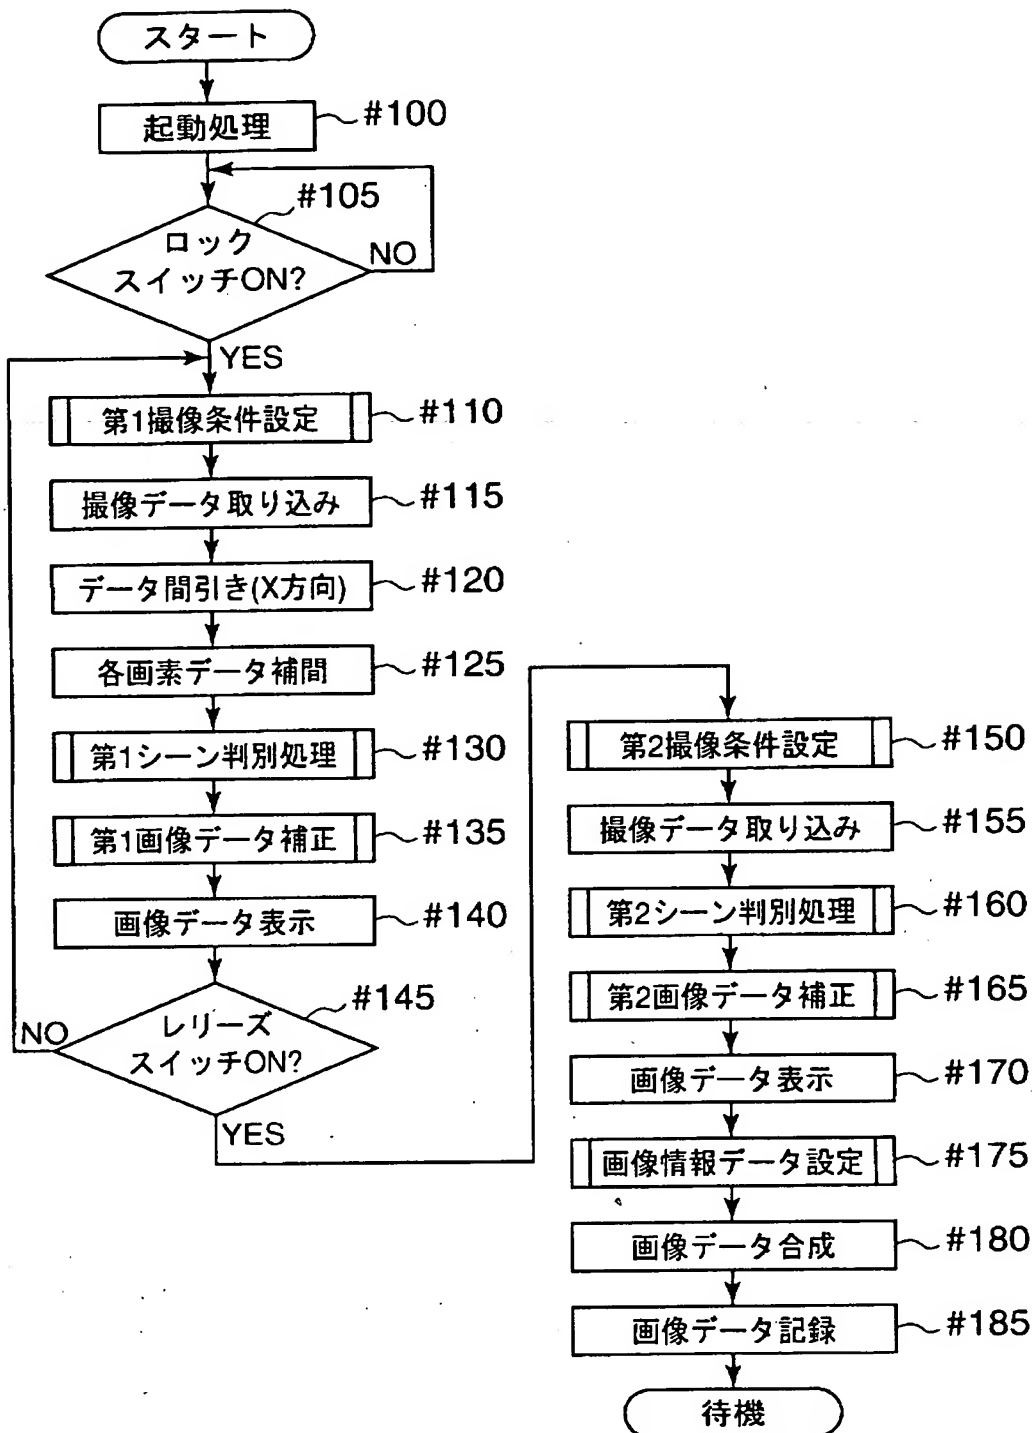 スタート
起動処理
#100
#105
ロック
スイッチON?
NO
YES
第1撮像条件設定
#110
撮像データ取り込み
#115
データ間引き(X方向)
#120
各画素データ補間
#125
第1シーン判別処理
#130
第1画像データ補正
#135
画像データ表示
#140
#145
レリーズ
スイッチON?
NO
YES
第2撮像条件設定
#150
撮像データ取り込み
#155
第2シーン判別処理
#160
第2画像データ補正
#165
画像データ表示
#170
画像情報データ設定
#175
画像データ合成
#180
画像データ記録
#185
待機